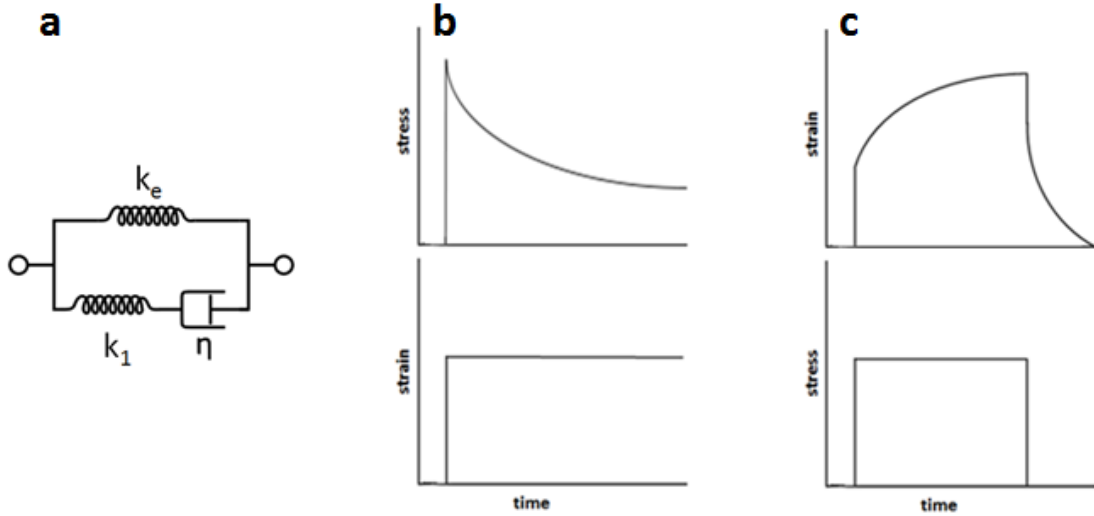 a
kₑ
k₁
η
b
stress
strain
time
c
strain
stress
time